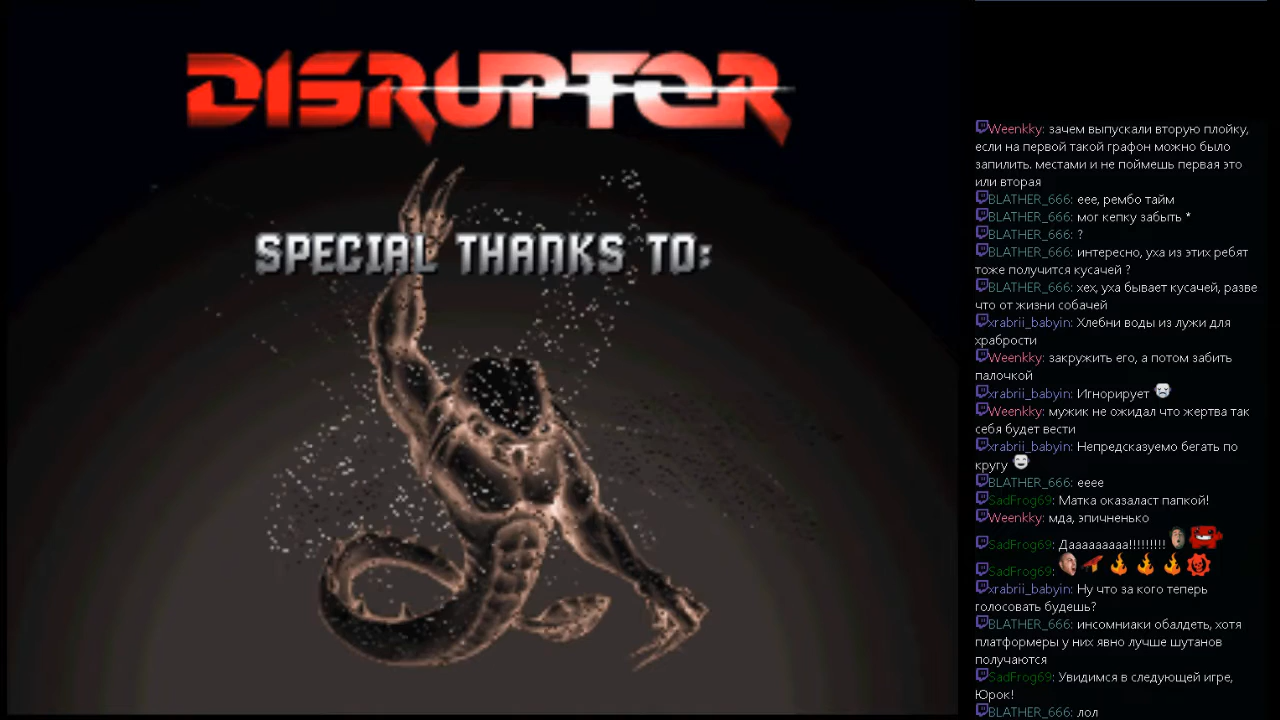 DISRUPTOR
SPECIAL THANKS TO:
Weenkky: зачем выпускали вторую плойку,
если на первой такой графон можно было
запилить. местами и не поймешь первая это
или вторая
BLATHER_666: еее, рембо тайм
BLATHER_666: мог кепку забыть *
BLATHER_666: ?
BLATHER_666: интересно, уха из этих ребят
тоже получится кусачей ?
BLATHER_666: хех, уха бывает кусачей, разве
что от жизни собачей
xrabrii_babyin: Хлебни воды из лужи для
храбрости
Weenkky: закружить его, а потом забить
палочкой
xrabrii_babyin: Игнорирует
Weenkky: мужик не ожидал что жертва так
себя будет вести
xrabrii_babyin: Непредсказуемо бегать по
кругу
BLATHER_666: ееее
SadFrog69: Матка оказаласт папкой!
Weenkky: мда, эпичненько
SadFrog69: Дааааааааа!!!!!!!!!
SadFrog69:
xrabrii_babyin: Ну что за кого теперь
голосовать будешь?
BLATHER_666: инсомниаки обалдеть, хотя
платформеры у них явно лучше шутанов
получаются
SadFrog69: Увидимся в следующей игре,
Юрок!
BLATHER_666: лол